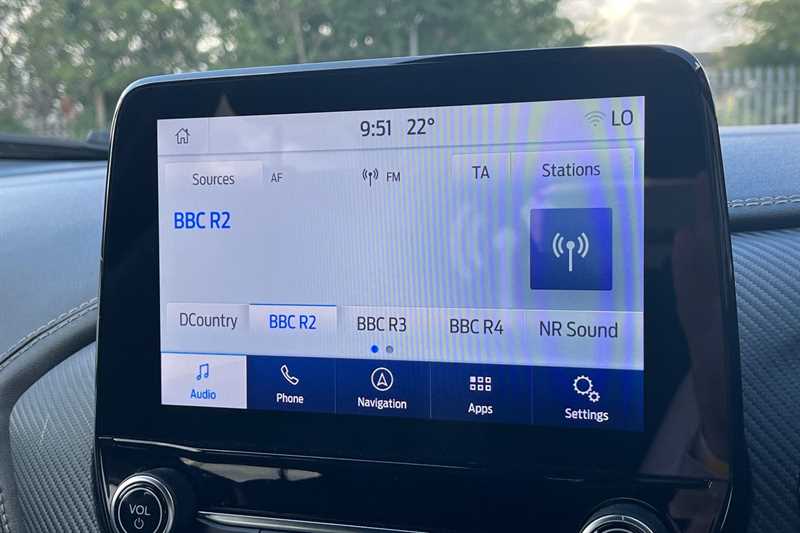 9:51 22° LO
Sources AF FM TA Stations
BBC R2
DCountry BBC R2 BBC R3 BBC R4 NR Sound
Audio Phone Navigation Apps Settings
VOL